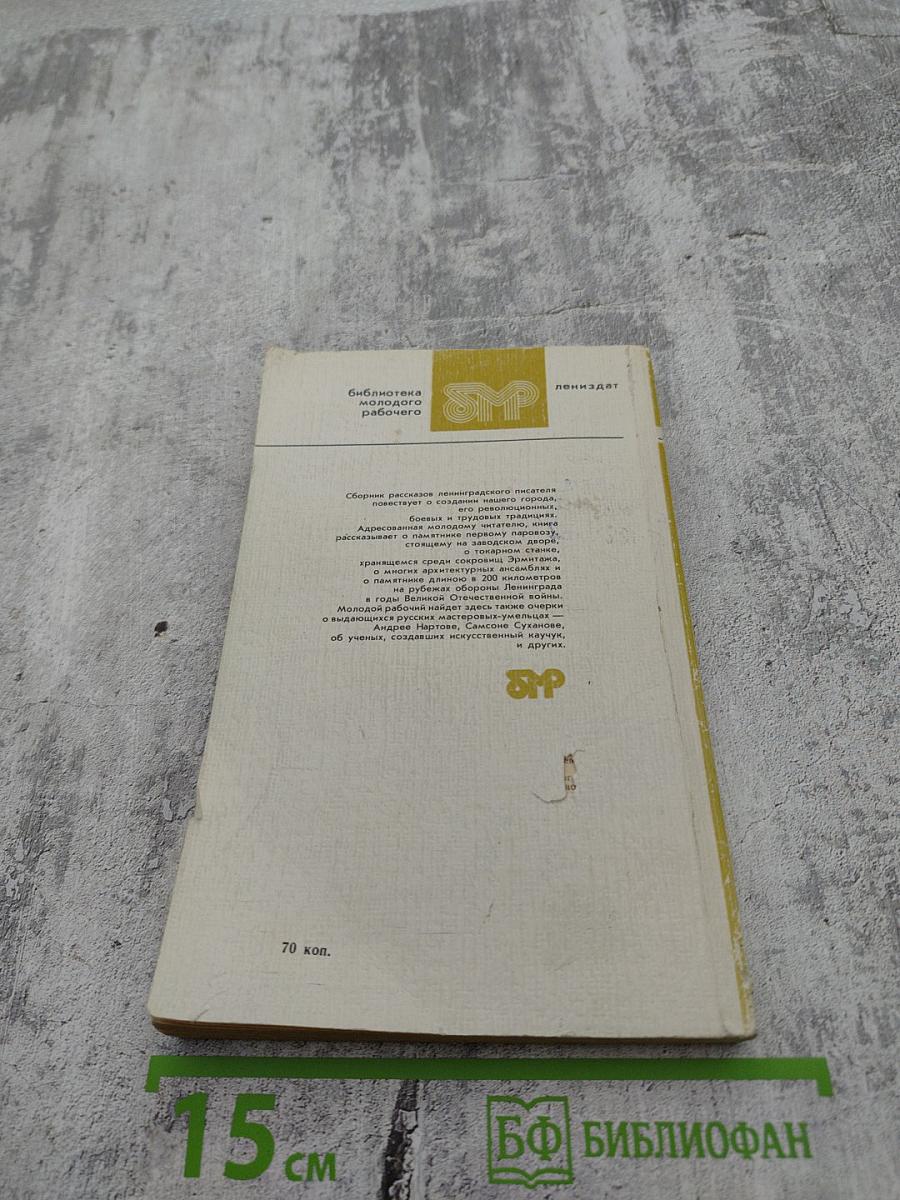 библиотека
молодого
рабочего
БМР
лениздат
Сборник рассказов ленинградского писателя
повествует о создании нашего города,
его революционных,
боевых и трудовых традициях.
Адресованная молодому читателю, книга
рассказывает о памятнике первому паровозу,
стоящему на заводском дворе,
о токарном станке,
хранящемся среди сокровищ Эрмитажа,
о многих архитектурных ансамблях и
о памятнике длиною в 200 километров
на рубежах обороны Ленинграда
в годы Великой Отечественной войны.
Молодой рабочий найдет здесь также очерки
о выдающихся русских мастеровых-умельцах —
Андрее Нартове, Самсоне Суханове,
об ученых, создавших искусственный каучук,
и других.
БМР
70 коп.
15 см
БФ БИБЛИОФАН